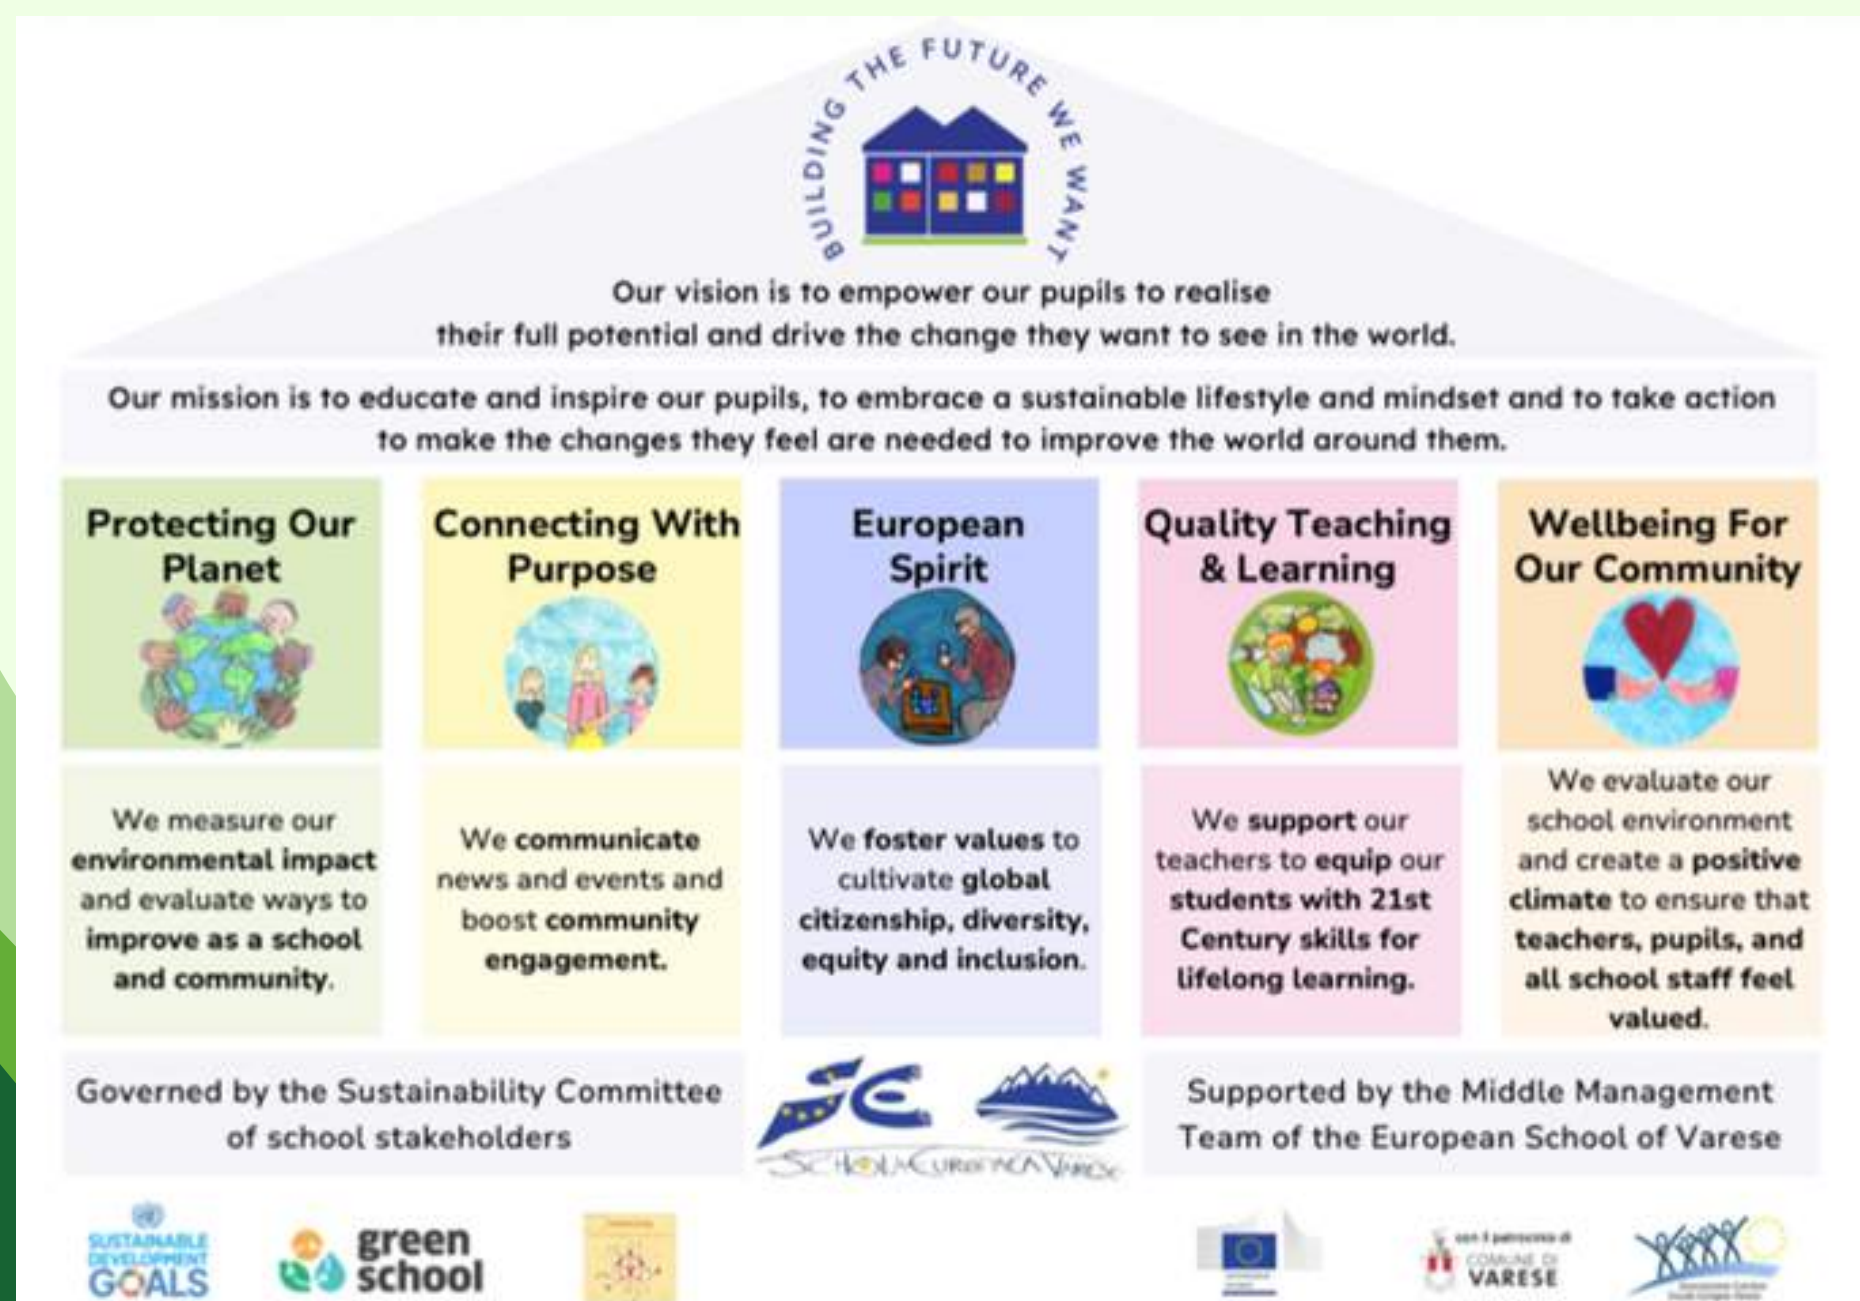 BUILDING THE FUTURE WE WANT
Our vision is to empower our pupils to realise
their full potential and drive the change they want to see in the world.
Our mission is to educate and inspire our pupils, to embrace a sustainable lifestyle and mindset and to take action
to make the changes they feel are needed to improve the world around them.
Protecting Our
Planet
Connecting With
Purpose
European
Spirit
Quality Teaching
& Learning
Wellbeing For
Our Community
We measure our
environmental impact
and evaluate ways to
improve as a school
and community.
We communicate
news and events and
boost community
engagement.
We foster values to
cultivate global
citizenship, diversity,
equity and inclusion.
We support our
teachers to equip our
students with 21st
Century skills for
lifelong learning.
We evaluate our
school environment
and create a positive
climate to ensure that
teachers, pupils, and
all school staff feel
valued.
Governed by the Sustainability Committee
of school stakeholders
SCHOLA EUROPAEA VARESE
Supported by the Middle Management
Team of the European School of Varese
SUSTAINABLE
DEVELOPMENT
GOALS
green
school
con il patrocinio di
COMUNE DI
VARESE